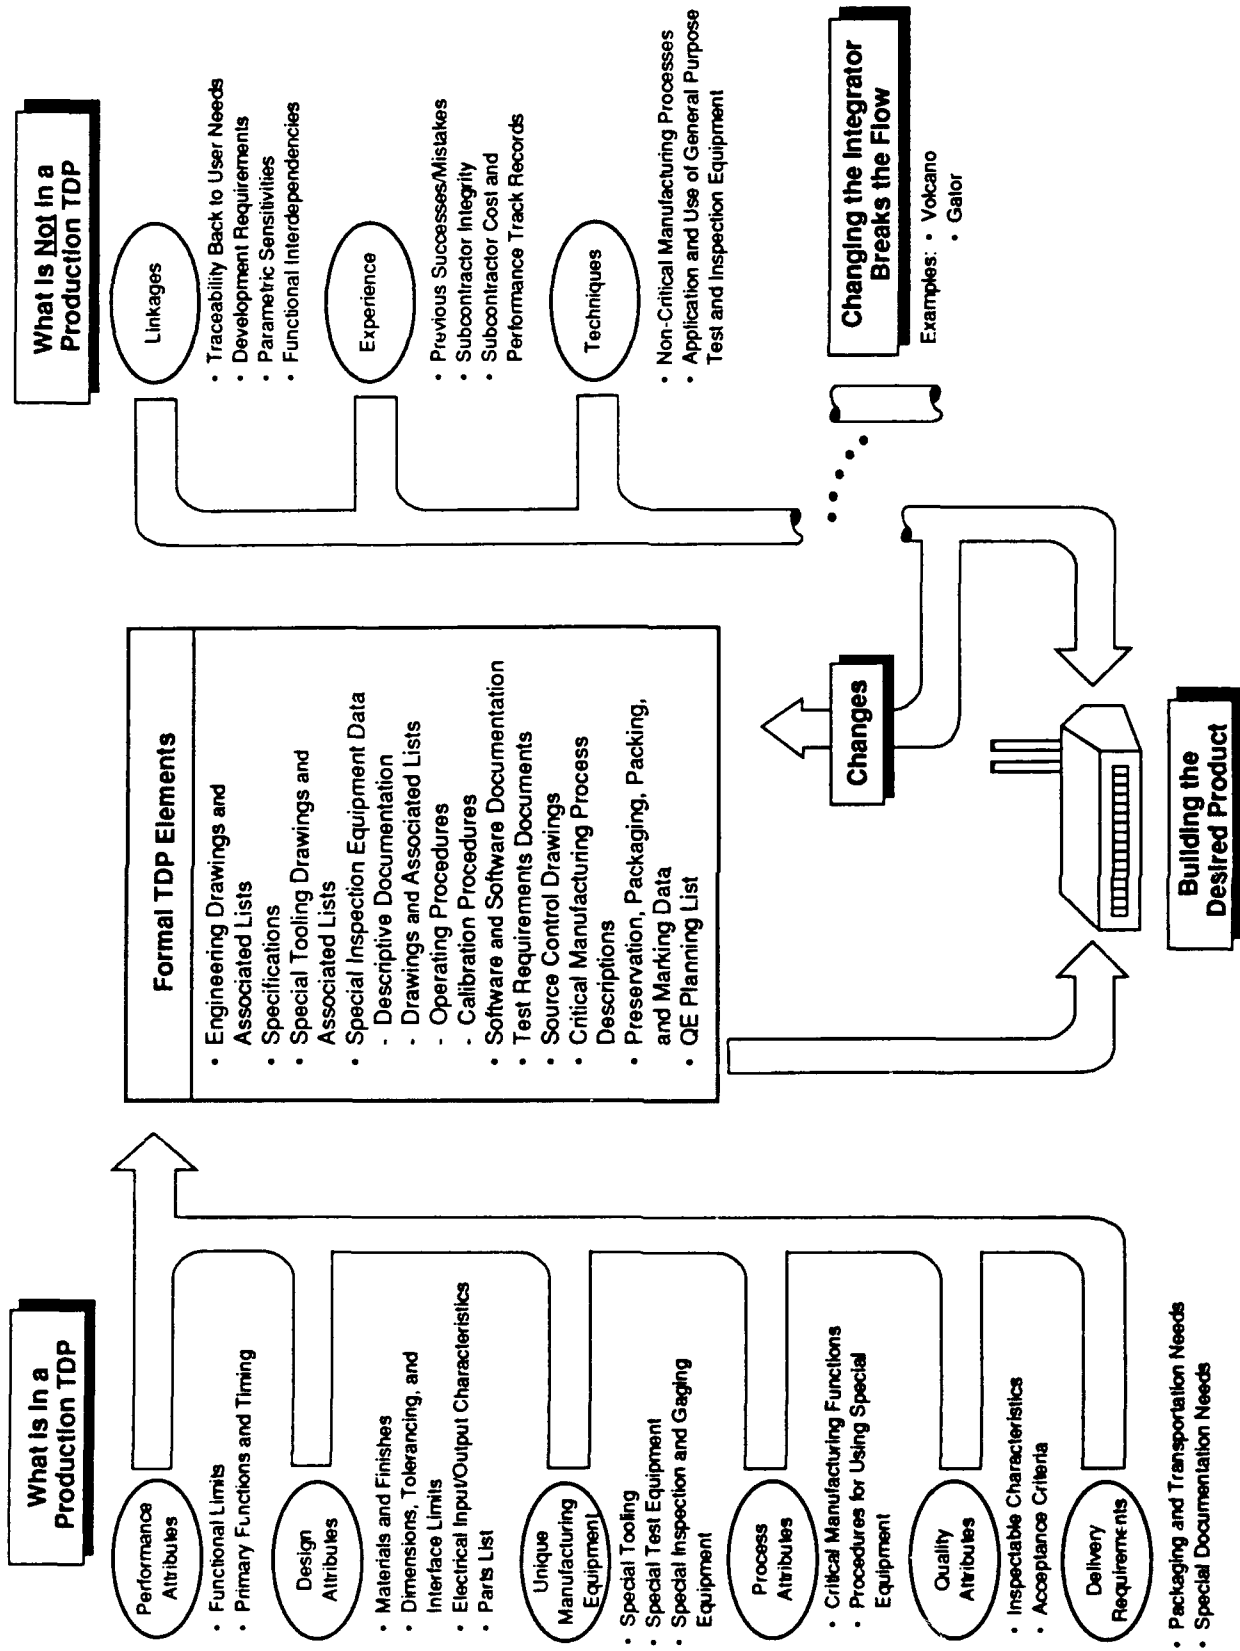 What Is In a
Production TDP
Performance
Attributes
• Functional Limits
• Primary Functions and Timing
Design
Attributes
• Materials and Finishes
• Dimensions, Tolerancing, and
Interface Limits
• Electrical Input/Output Characteristics
• Parts List
Unique
Manufacturing
Equipment
• Special Tooling
• Special Test Equipment
• Special Inspection and Gaging
Equipment
Process
Attributes
• Critical Manufacturing Functions
• Procedures for Using Special
Equipment
Quality
Attributes
• Inspectable Characteristics
• Acceptance Criteria
Delivery
Requirements
• Packaging and Transportation Needs
• Special Documentation Needs
Formal TDP Elements
• Engineering Drawings and
Associated Lists
• Specifications
• Special Tooling Drawings and
Associated Lists
• Special Inspection Equipment Data
- Descriptive Documentation
- Drawings and Associated Lists
- Operating Procedures
- Calibration Procedures
• Software and Software Documentation
• Test Requirements Documents
• Source Control Drawings
• Critical Manufacturing Process
Descriptions
• Preservation, Packaging, Packing,
and Marking Data
• QE Planning List
Changes
Building the
Desired Product
What Is Not In a
Production TDP
Linkages
• Traceability Back to User Needs
• Development Requirements
• Parametric Sensitivities
• Functional Interdependencies
Experience
• Previous Successes/Mistakes
• Subcontractor Integrity
• Subcontractor Cost and
Performance Track Records
Techniques
• Non-Critical Manufacturing Processes
• Application and Use of General Purpose
Test and Inspection Equipment
Changing the Integrator
Breaks the Flow
Examples: • Volcano
• Gator